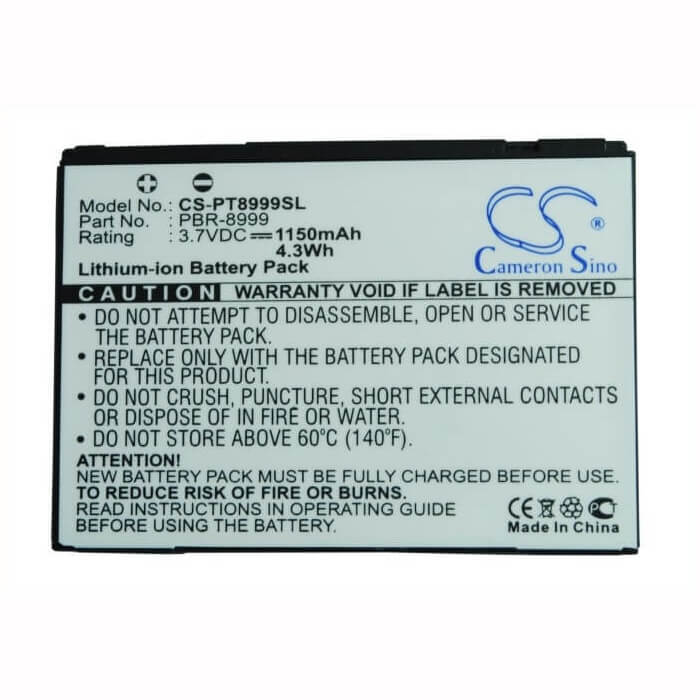 Model No.: CS-PT8999SL
Part No. : PBR-8999
Rating : 3.7VDC⎓1150mAh
4.3Wh
Lithium-ion Battery Pack
CS ®
Cameron Sino
CAUTION WARRANTY VOID IF LABEL IS REMOVED
• DO NOT ATTEMPT TO DISASSEMBLE, OPEN OR SERVICE
THE BATTERY PACK.
• REPLACE ONLY WITH THE BATTERY PACK DESIGNATED
FOR THIS PRODUCT.
• DO NOT CRUSH, PUNCTURE, SHORT EXTERNAL CONTACTS
OR DISPOSE OF IN FIRE OR WATER.
• DO NOT STORE ABOVE 60°C (140°F).
ATTENTION!
NEW BATTERY PACK MUST BE FULLY CHARGED BEFORE USE.
TO REDUCE RISK OF FIRE OR BURNS.
READ INSTRUCTIONS IN OPERATING GUIDE
BEFORE USING BATTERY PACK.
CE
Made In China